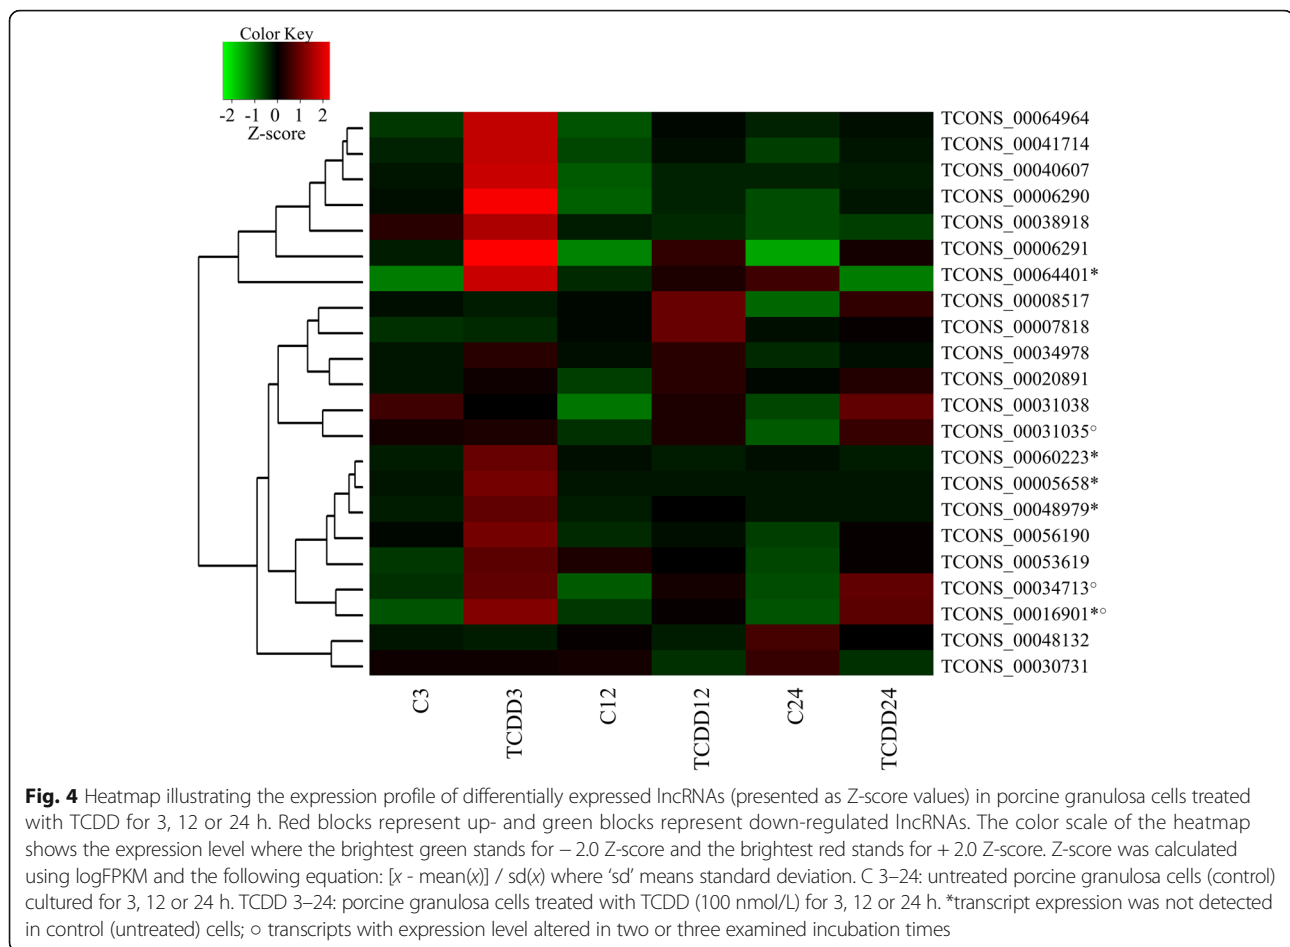 Color Key
-2 -1 0 1 2
Z-score
TCONS_00064964
TCONS_00041714
TCONS_00040607
TCONS_00006290
TCONS_00038918
TCONS_00006291
TCONS_00064401*
TCONS_00008517
TCONS_00007818
TCONS_00034978
TCONS_00020891
TCONS_00031038
TCONS_00031035○
TCONS_00060223*
TCONS_00005658*
TCONS_00048979*
TCONS_00056190
TCONS_00053619
TCONS_00034713○
TCONS_00016901*○
TCONS_00048132
TCONS_00030731
C3
TCDD3
C12
TCDD12
C24
TCDD24
Fig. 4 Heatmap illustrating the expression profile of differentially expressed lncRNAs (presented as Z-score values) in porcine granulosa cells treated
with TCDD for 3, 12 or 24 h. Red blocks represent up- and green blocks represent down-regulated lncRNAs. The color scale of the heatmap
shows the expression level where the brightest green stands for − 2.0 Z-score and the brightest red stands for + 2.0 Z-score. Z-score was calculated
using logFPKM and the following equation: [x - mean(x)] / sd(x) where ‘sd’ means standard deviation. C 3–24: untreated porcine granulosa cells (control)
cultured for 3, 12 or 24 h. TCDD 3–24: porcine granulosa cells treated with TCDD (100 nmol/L) for 3, 12 or 24 h. *transcript expression was not detected
in control (untreated) cells; ○ transcripts with expression level altered in two or three examined incubation times